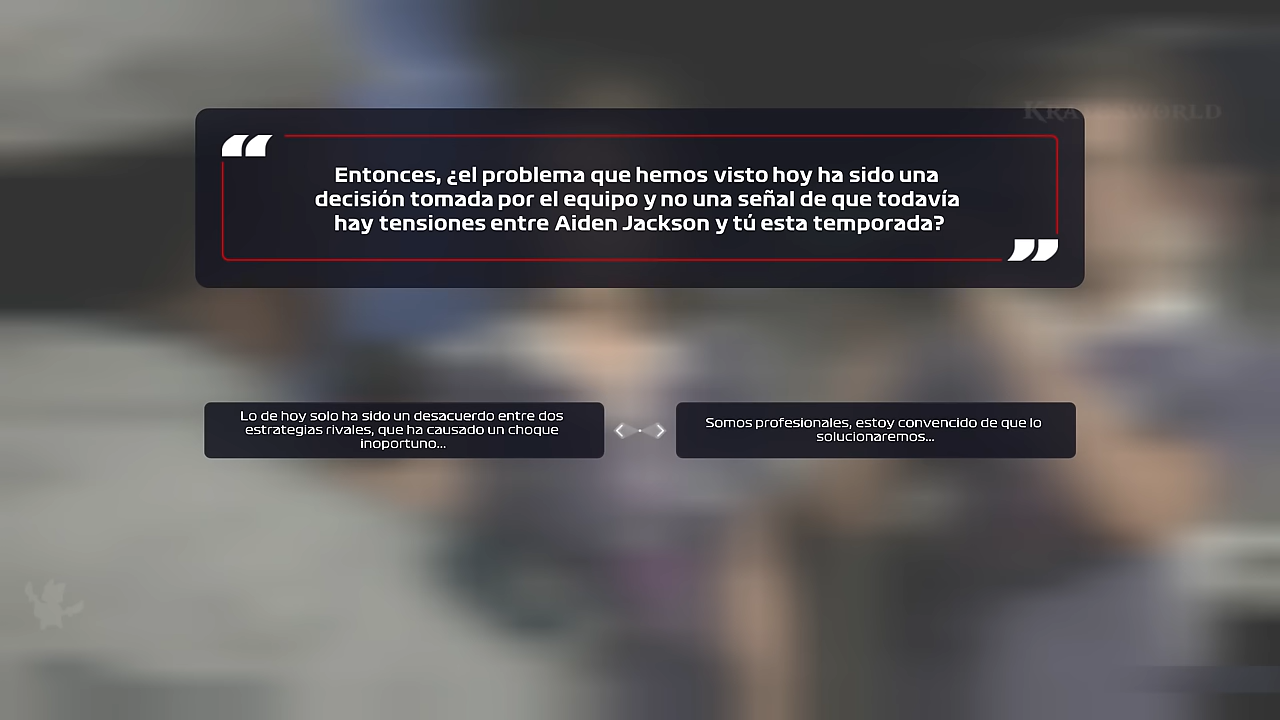 KRATOSWORLD
Entonces, ¿el problema que hemos visto hoy ha sido una
decisión tomada por el equipo y no una señal de que todavía
hay tensiones entre Aiden Jackson y tú esta temporada?
Lo de hoy solo ha sido un desacuerdo entre dos
estrategias rivales, que ha causado un choque
inoportuno...
Somos profesionales, estoy convencido de que lo
solucionaremos...